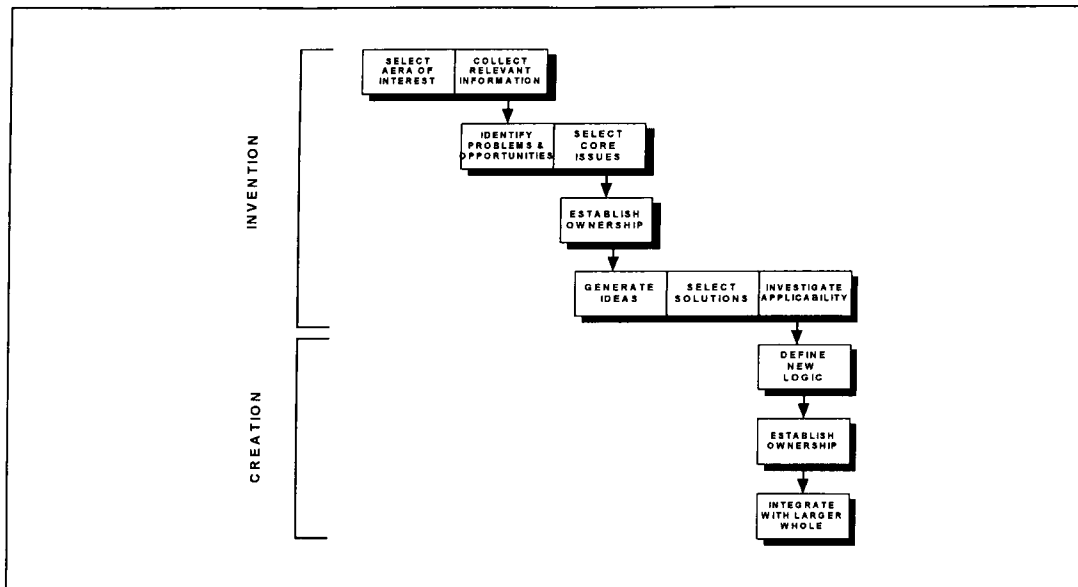 SELECT
AERA OF
INTEREST
COLLECT
RELEVANT
INFORMATION
IDENTIFY
PROBLEMS &
OPPORTUNITIES
SELECT
CORE
ISSUES
ESTABLISH
OWNERSHIP
GENERATE
IDEAS
SELECT
SOLUTIONS
INVESTIGATE
APPLICABILITY
INVENTION
DEFINE
NEW
LOGIC
ESTABLISH
OWNERSHIP
INTEGRATE
WITH LARGER
WHOLE
CREATION